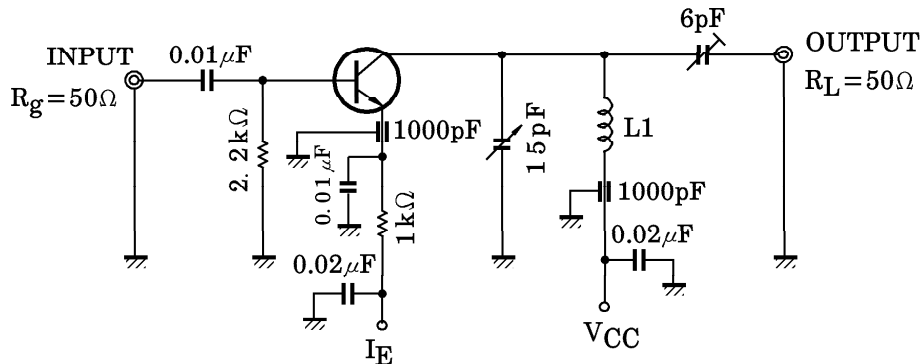 INPUT
Rg=50Ω
0.01μF
2.2kΩ
1000pF
0.01μF
1kΩ
0.02μF
IE
15pF
L1
1000pF
0.02μF
VCC
6pF
OUTPUT
RL=50Ω